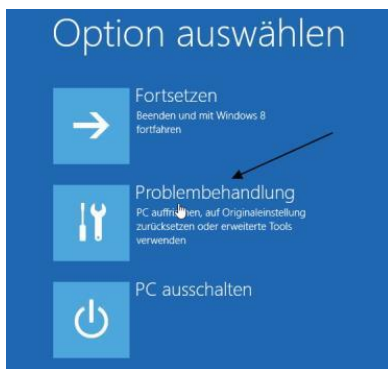 Option auswählen
Fortsetzen
Beenden und mit Windows 8
fortfahren
Problembehandlung
PC auffrischen, auf Originaleinstellung
zurücksetzen oder erweiterte Tools
verwenden
PC ausschalten